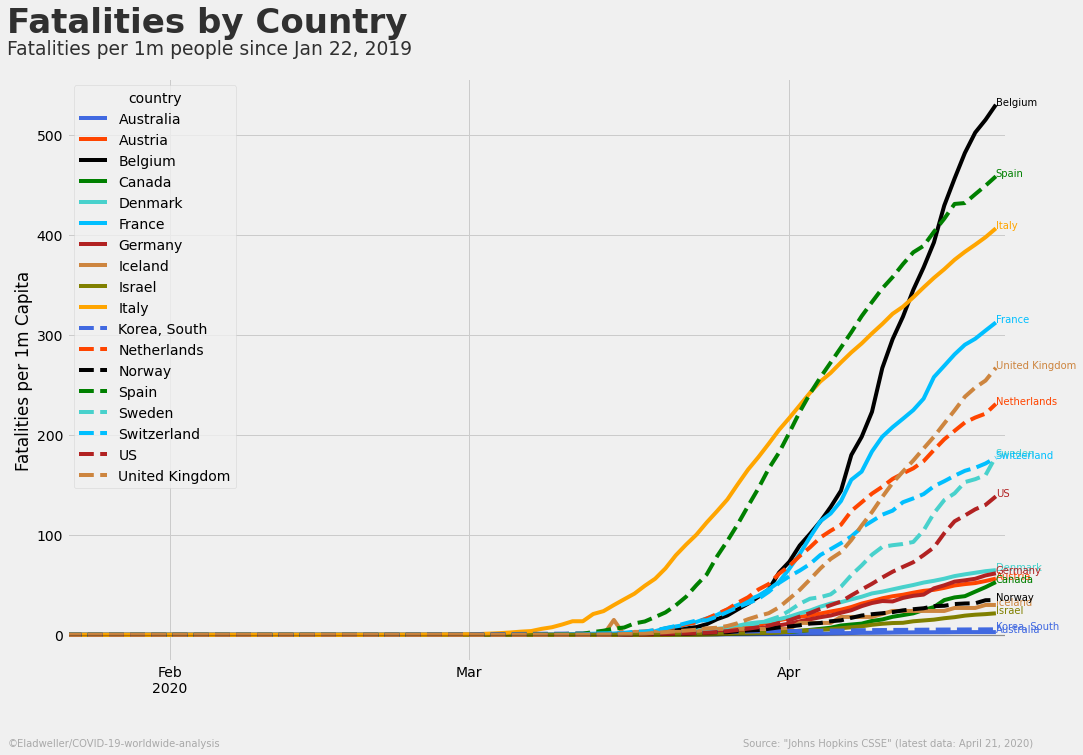 Fatalities by Country
Fatalities per 1m people since Jan 22, 2019
country
Australia
Austria
Belgium
Canada
Denmark
France
Germany
Iceland
Israel
Italy
Korea, South
Netherlands
Norway
Spain
Sweden
Switzerland
US
United Kingdom
Fatalities per 1m Capita
500
400
300
200
100
0
Belgium
Spain
Italy
France
United Kingdom
Netherlands
Sweden
Switzerland
US
Denmark
Germany
Austria
Canada
Norway
Iceland
Israel
Korea, South
Australia
Feb
2020
Mar
Apr
©Eladweller/COVID-19-worldwide-analysis
Source: "Johns Hopkins CSSE" (latest data: April 21, 2020)